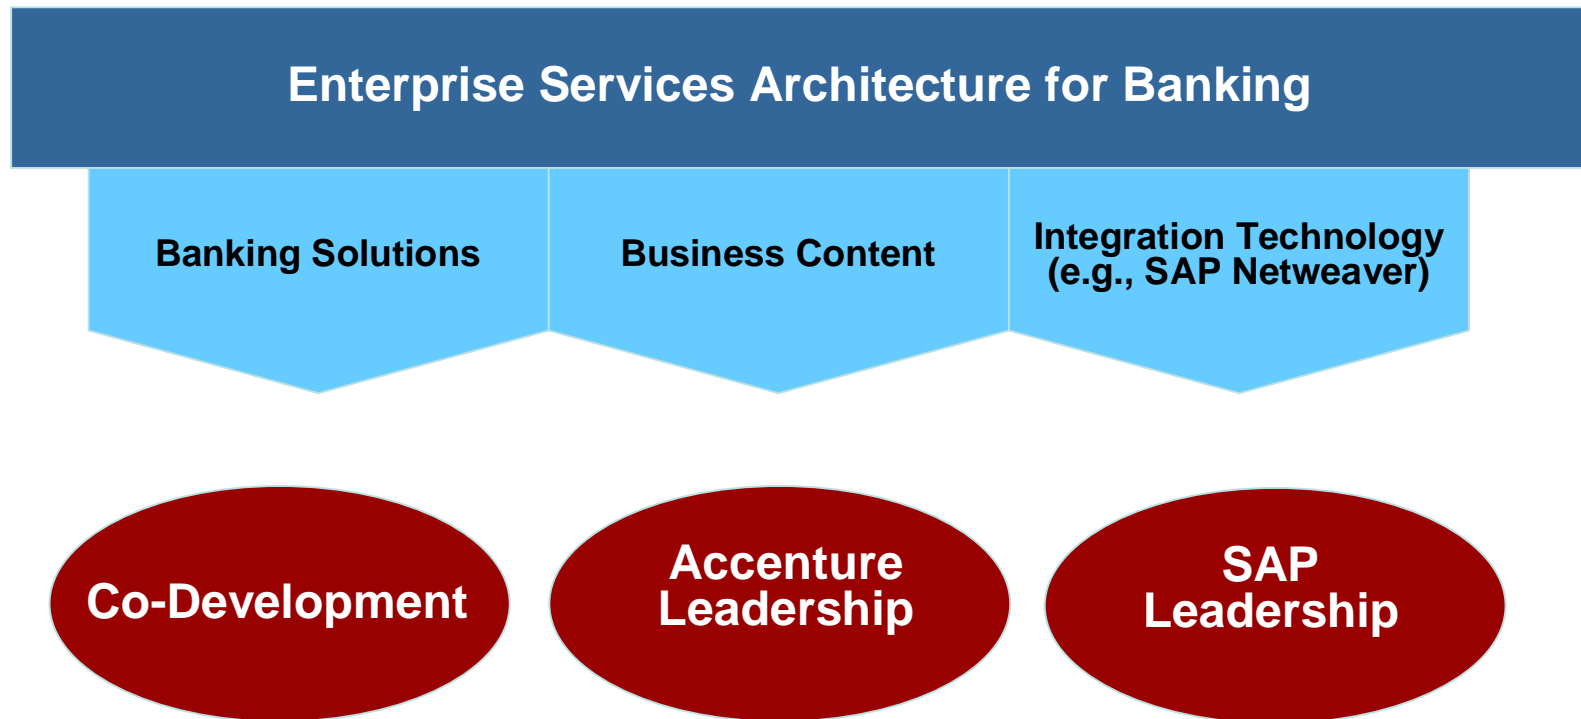 Enterprise Services Architecture for Banking
Banking Solutions
Business Content
Integration Technology
(e.g., SAP Netweaver)
Co-Development
Accenture
Leadership
SAP
Leadership